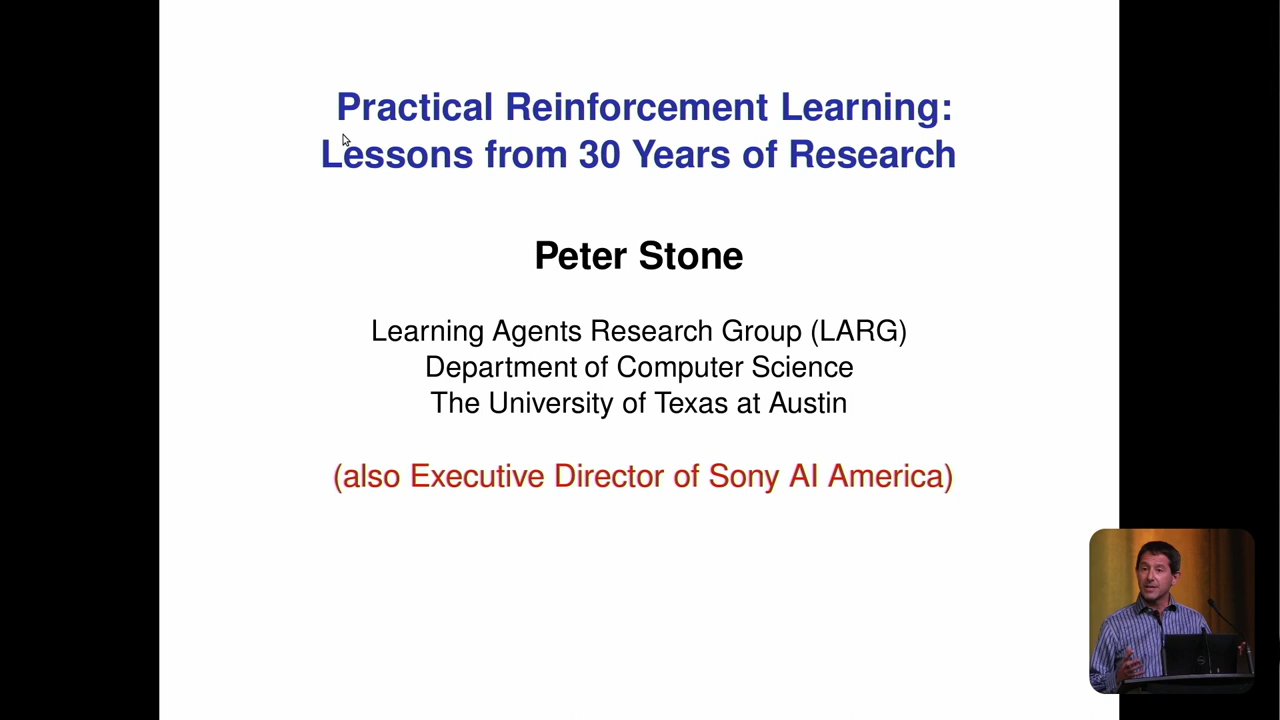 Practical Reinforcement Learning:
Lessons from 30 Years of Research
Peter Stone
Learning Agents Research Group (LARG)
Department of Computer Science
The University of Texas at Austin
(also Executive Director of Sony AI America)